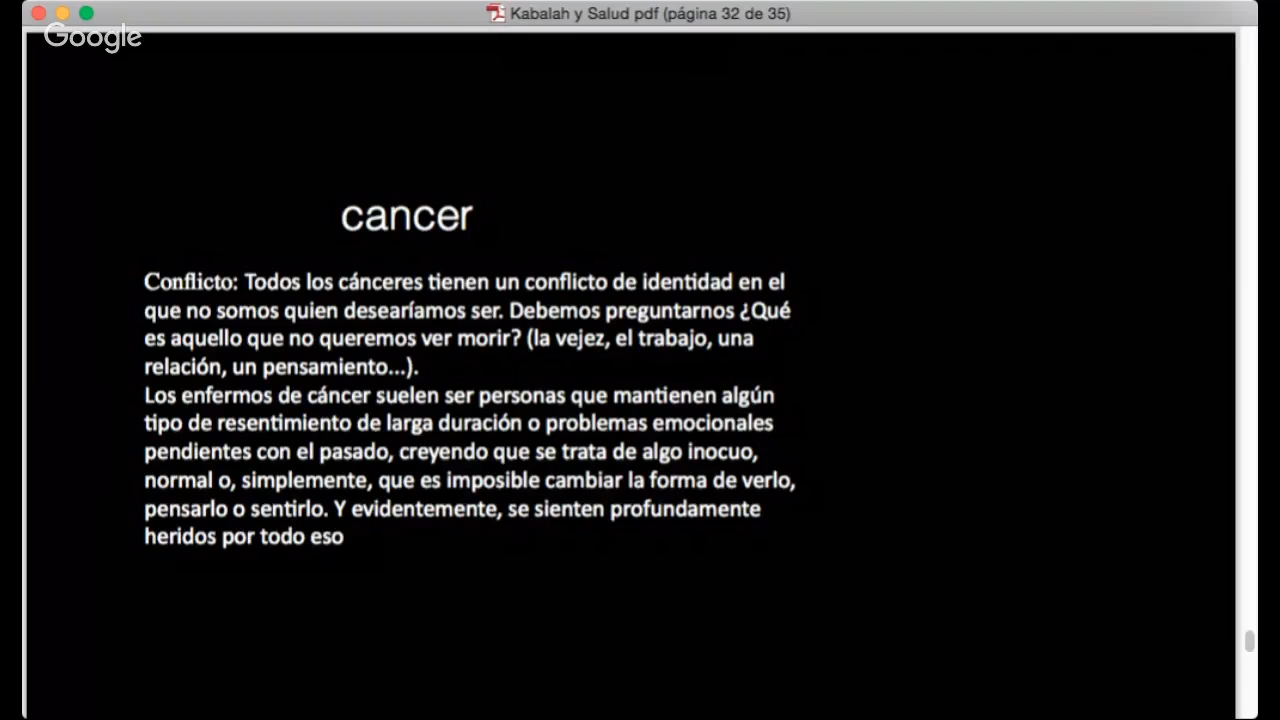 Kabalah y Salud pdf (página 32 de 35)
Google
cancer
Conflicto: Todos los cánceres tienen un conflicto de identidad en el
que no somos quien desearíamos ser. Debemos preguntarnos ¿Qué
es aquello que no queremos ver morir? (la vejez, el trabajo, una
relación, un pensamiento...).
Los enfermos de cáncer suelen ser personas que mantienen algún
tipo de resentimiento de larga duración o problemas emocionales
pendientes con el pasado, creyendo que se trata de algo inocuo,
normal o, simplemente, que es imposible cambiar la forma de verlo,
pensarlo o sentirlo. Y evidentemente, se sienten profundamente
heridos por todo eso